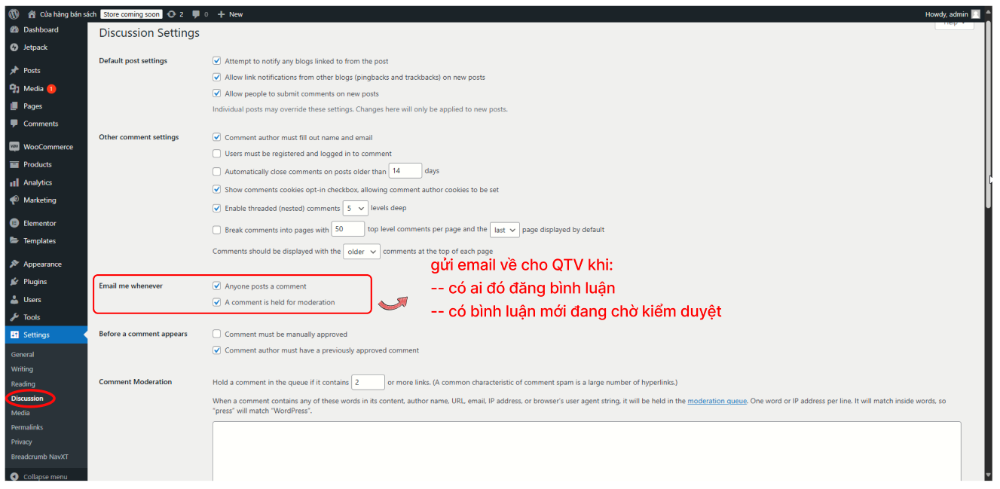 Cửa hàng bán sách Store coming soon 2 0 New Howdy, admin
Help
Dashboard
Jetpack
Posts
Media 1
Pages
Comments
WooCommerce
Products
Analytics
Marketing
Elementor
Templates
Appearance
Plugins
Users
Tools
Settings
General
Writing
Reading
Discussion
Media
Permalinks
Privacy
Breadcrumb NavXT
Collapse menu
Discussion Settings
Default post settings
Attempt to notify any blogs linked to from the post
Allow link notifications from other blogs (pingbacks and trackbacks) on new posts
Allow people to submit comments on new posts
Individual posts may override these settings. Changes here will only be applied to new posts.
Other comment settings
Comment author must fill out name and email
Users must be registered and logged in to comment
Automatically close comments on posts older than 14 days
Show comments cookies opt-in checkbox, allowing comment author cookies to be set
Enable threaded (nested) comments 5 levels deep
Break comments into pages with 50 top level comments per page and the last page displayed by default
Comments should be displayed with the older comments at the top of each page
Email me whenever
Anyone posts a comment
A comment is held for moderation
gửi email về cho QTV khi:
-- có ai đó đăng bình luận
-- có bình luận mới đang chờ kiểm duyệt
Before a comment appears
Comment must be manually approved
Comment author must have a previously approved comment
Comment Moderation
Hold a comment in the queue if it contains 2 or more links. (A common characteristic of comment spam is a large number of hyperlinks.)
When a comment contains any of these words in its content, author name, URL, email, IP address, or browser's user agent string, it will be held in the moderation queue. One word or IP address per line. It will match inside words, so
"press" will match "WordPress".